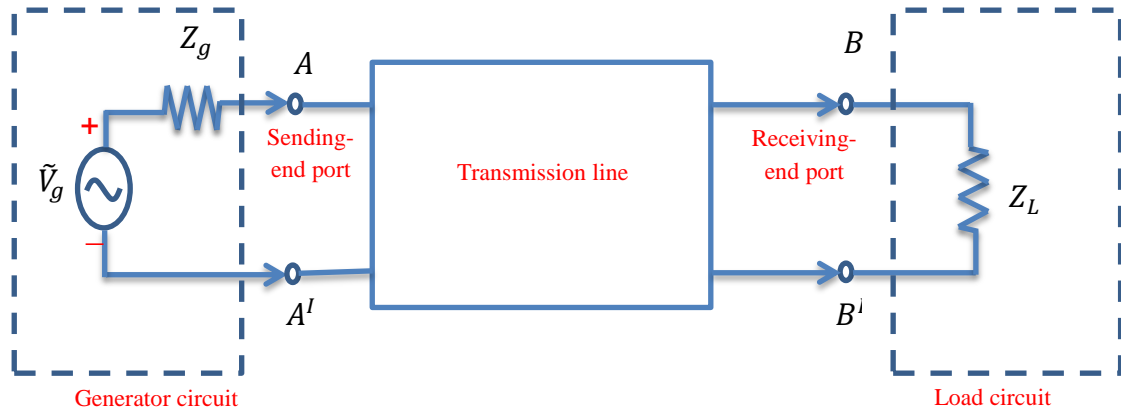 Z_g
A
B
+
Sending-
end port
Transmission line
Receiving-
end port
Ṽ_g
Z_L
–
A^I
B^I
Generator circuit
Load circuit